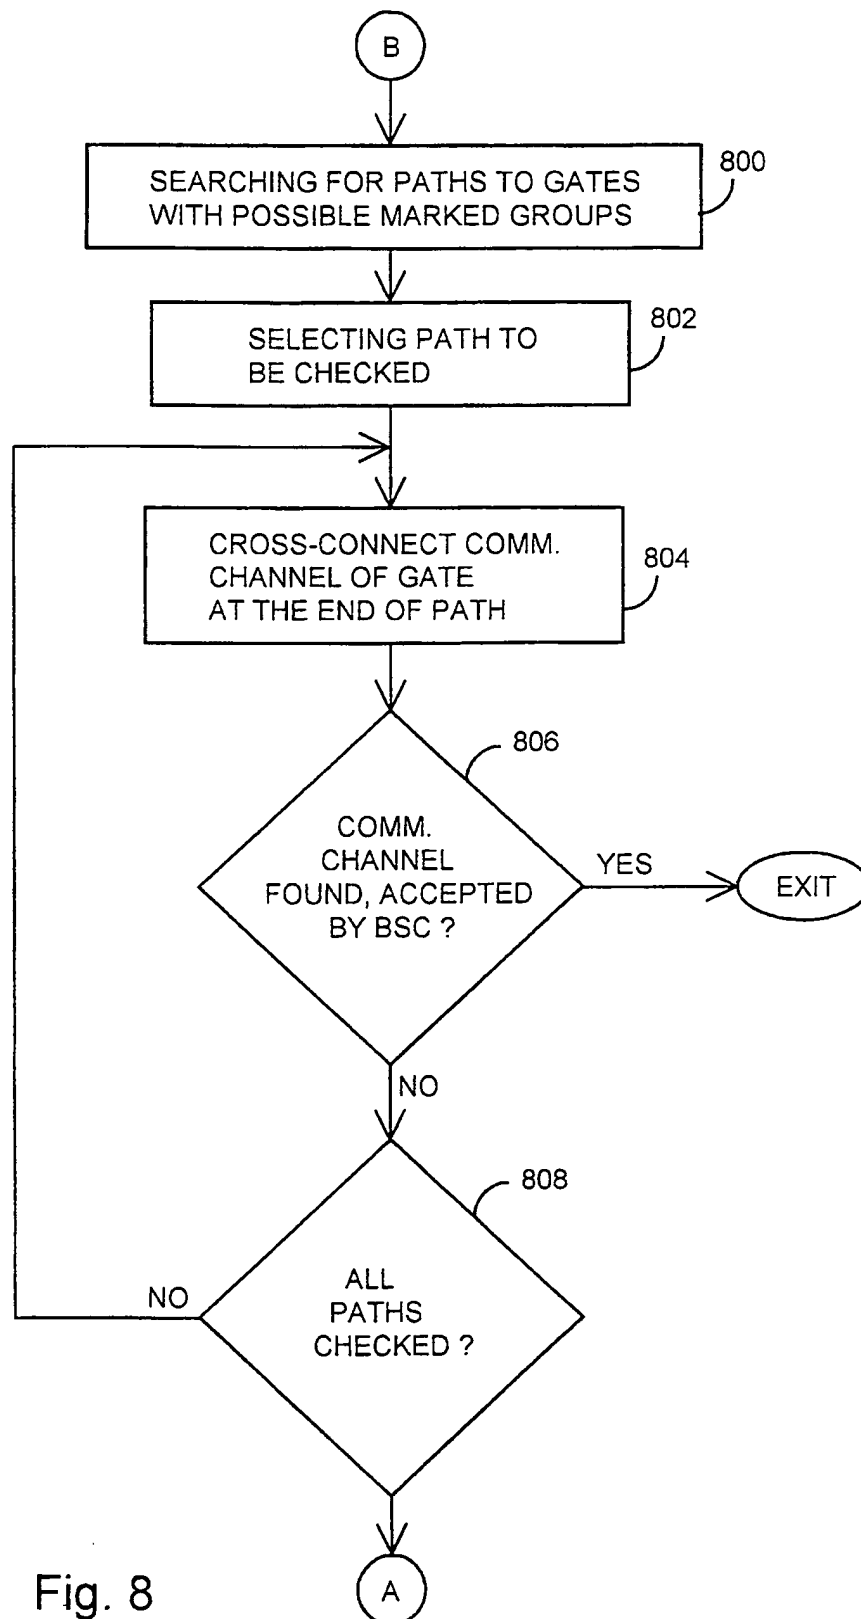 B
SEARCHING FOR PATHS TO GATES
WITH POSSIBLE MARKED GROUPS
800
SELECTING PATH TO
BE CHECKED
802
CROSS-CONNECT COMM.
CHANNEL OF GATE
AT THE END OF PATH
804
806
COMM.
CHANNEL
FOUND, ACCEPTED
BY BSC ?
YES
EXIT
NO
808
ALL
PATHS
CHECKED ?
NO
A
Fig. 8